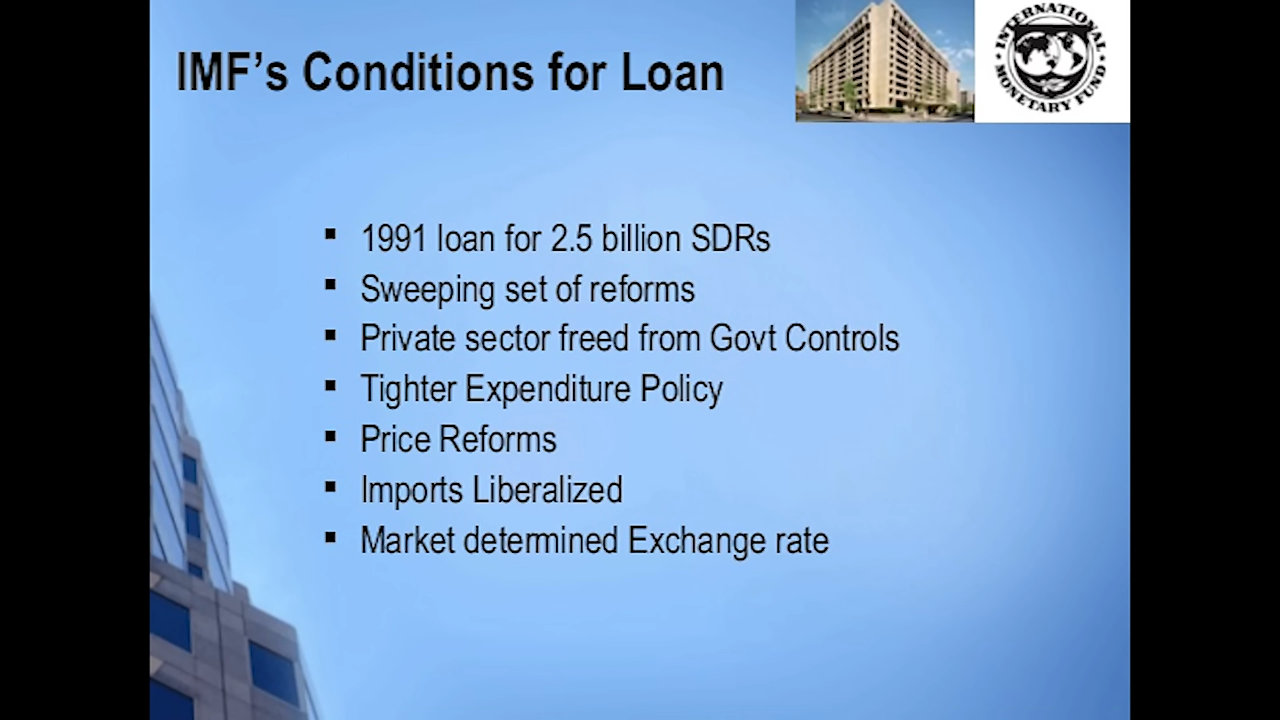 IMF's Conditions for Loan
INTERNATIONAL
MONETARY FUND
1991 loan for 2.5 billion SDRs
Sweeping set of reforms
Private sector freed from Govt Controls
Tighter Expenditure Policy
Price Reforms
Imports Liberalized
Market determined Exchange rate